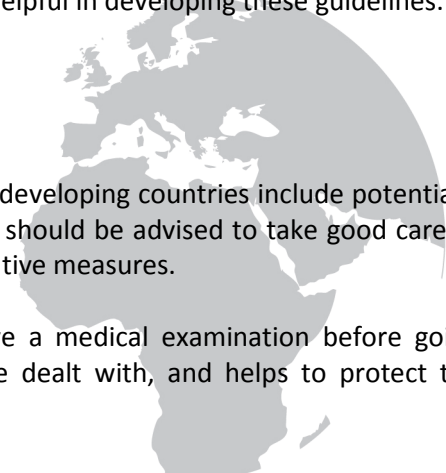 elpful in developing these guidelines.
developing countries include potentia
should be advised to take good care
tive measures.
e a medical examination before goi
e dealt with, and helps to protect t